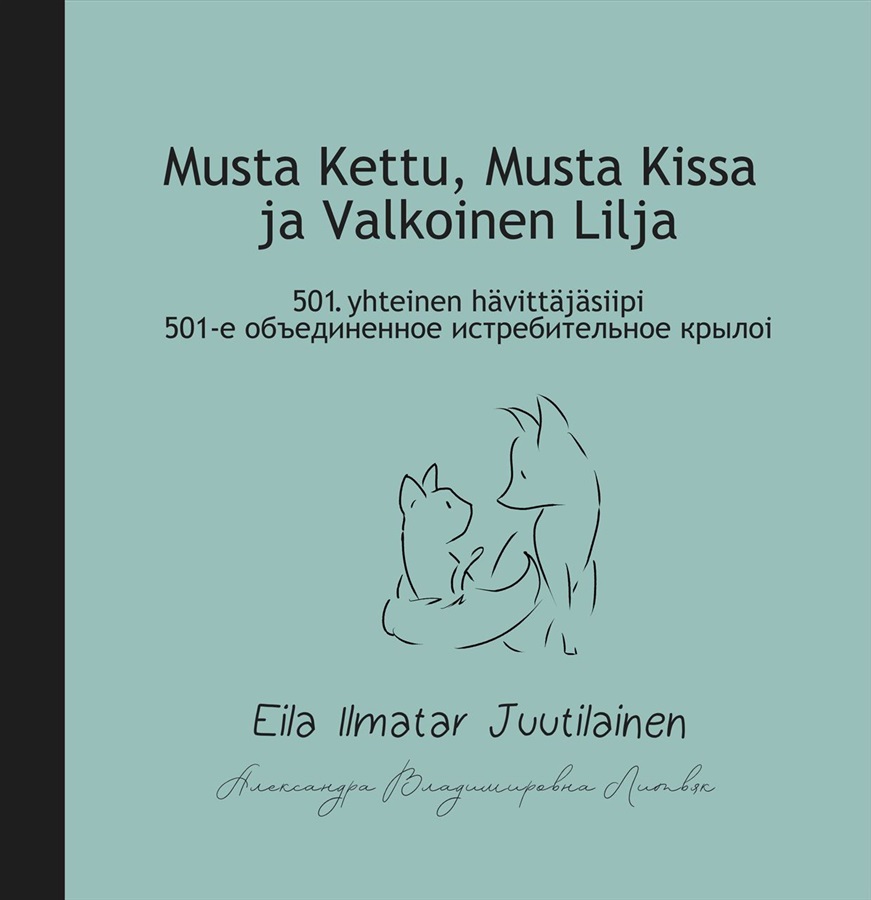 Musta Kettu, Musta Kissa
ja Valkoinen Lilja
501. yhteinen hävittäjäsiipi
501-е объединенное истребительное крылоі
Eila Ilmatar Juutilainen
Александра Владимировна Литвяк